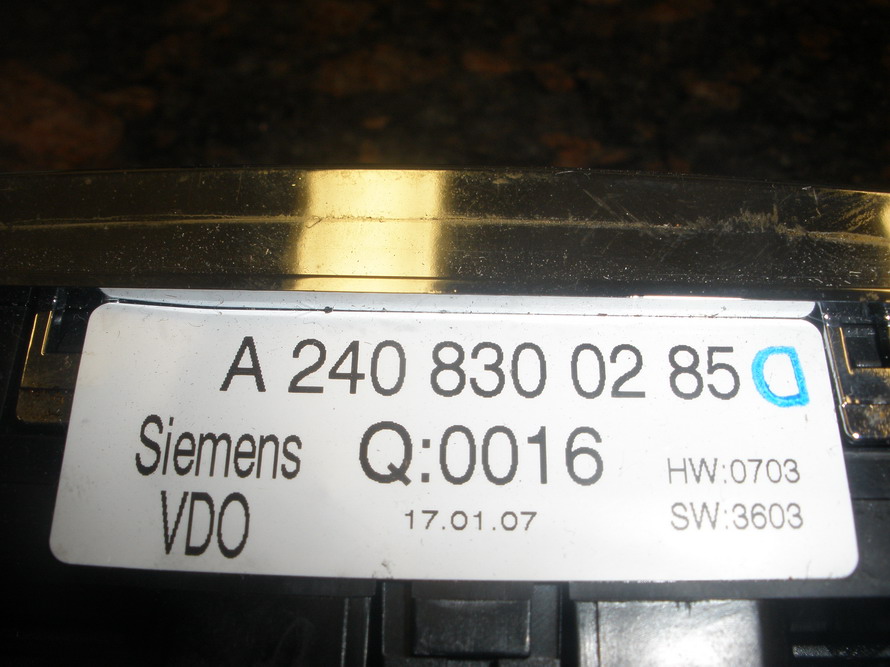 A 240 830 02 85 D
Siemens Q:0016 HW:0703
VDO 17.01.07 SW:3603